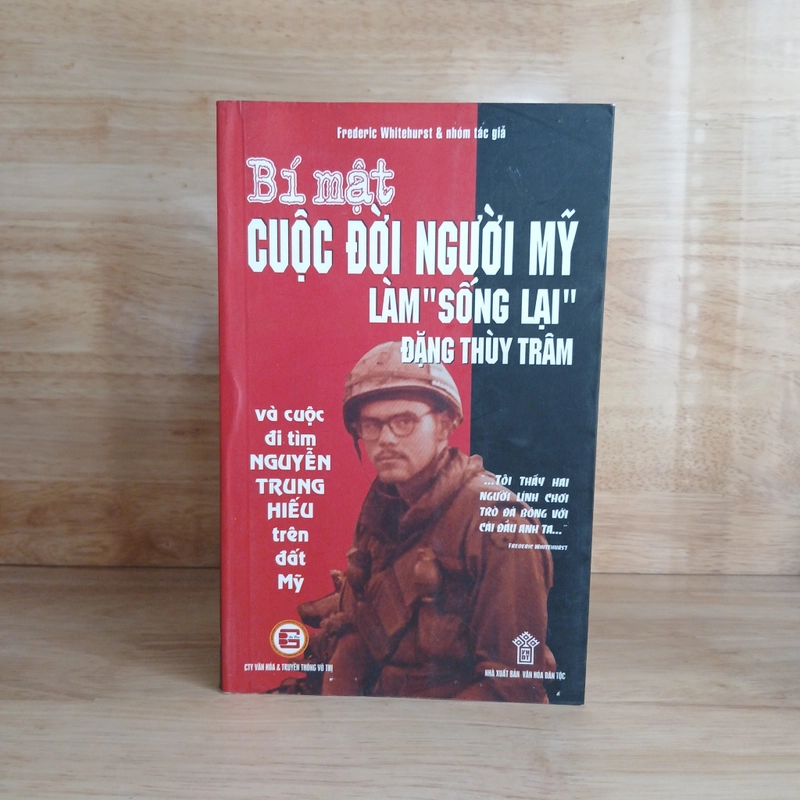 Frederic Whitehurst & nhóm tác giả
Bí mật
CUỘC ĐỜI NGƯỜI MỸ
LÀM "SỐNG LẠI"
ĐẶNG THÙY TRÂM
và cuộc
đi tìm
NGUYỄN
TRUNG
HIẾU
trên
đất
Mỹ
"...TÔI THẤY HAI
NGƯỜI LÍNH CHƠI
TRÒ ĐÁ BÓNG VỚI
CÁI ĐẦU ANH TA..."
FREDERIC WHITEHURST
CTY VĂN HÓA & TRUYỀN THÔNG VÕ THỊ
NHÀ XUẤT BẢN VĂN HÓA DÂN TỘC